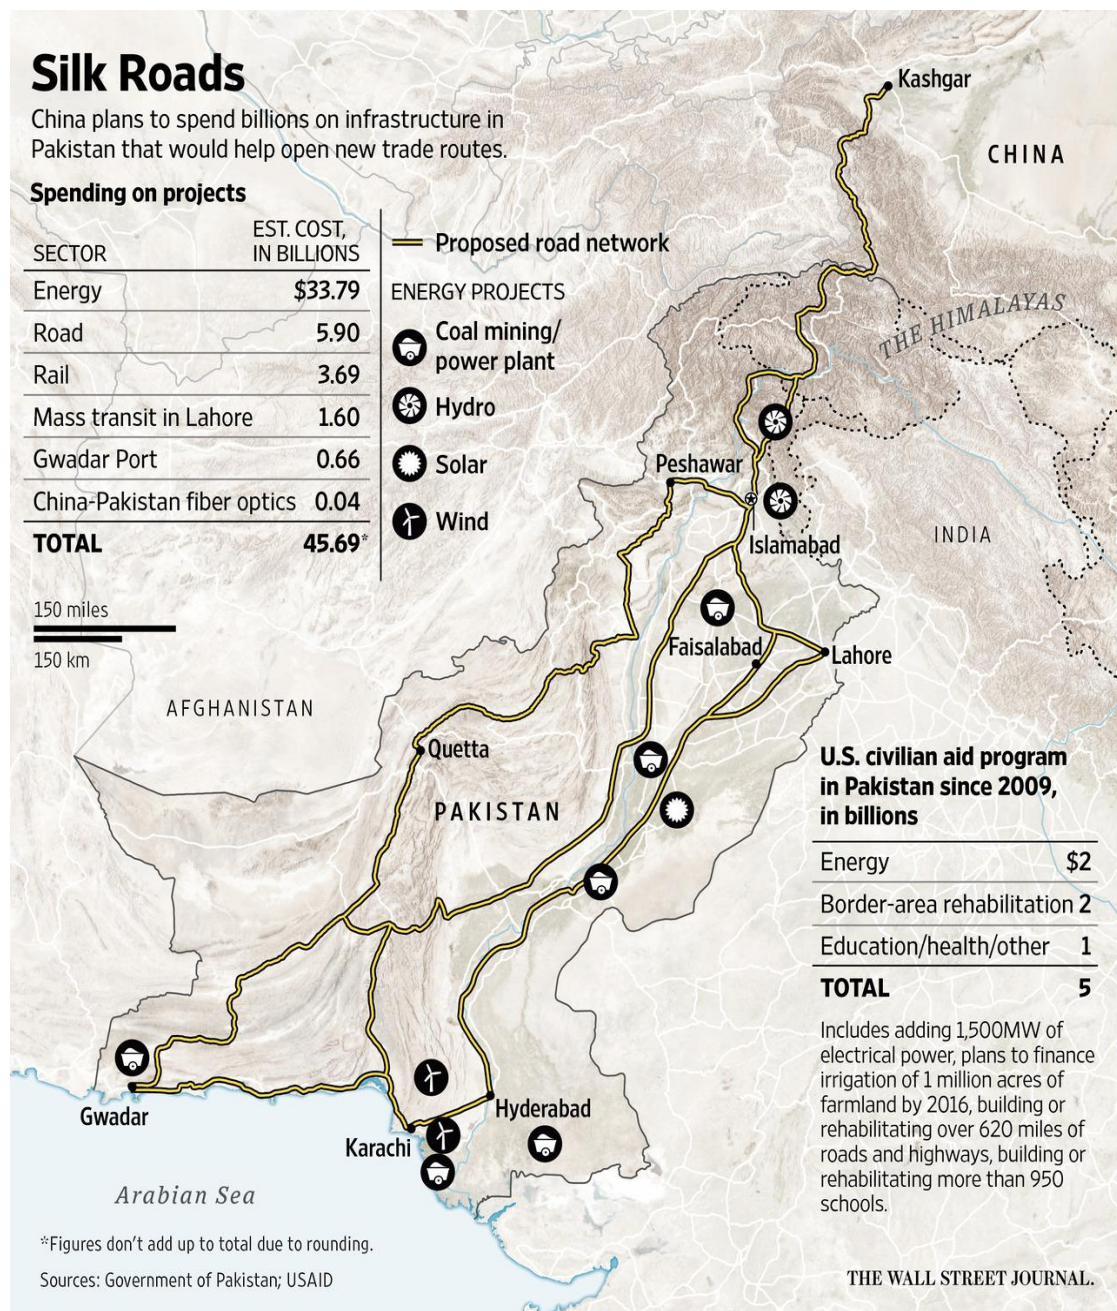 Silk Roads
China plans to spend billions on infrastructure in
Pakistan that would help open new trade routes.
Spending on projects
SECTOR EST. COST, IN BILLIONS
Energy $33.79
Road 5.90
Rail 3.69
Mass transit in Lahore 1.60
Gwadar Port 0.66
China-Pakistan fiber optics 0.04
TOTAL 45.69*
150 miles
150 km
Proposed road network
ENERGY PROJECTS
Coal mining/
power plant
Hydro
Solar
Wind
Kashgar
CHINA
THE HIMALAYAS
Peshawar
Islamabad
INDIA
Faisalabad
Lahore
AFGHANISTAN
Quetta
PAKISTAN
Gwadar
Karachi
Hyderabad
Arabian Sea
U.S. civilian aid program
in Pakistan since 2009,
in billions
Energy $2
Border-area rehabilitation 2
Education/health/other 1
TOTAL 5
Includes adding 1,500MW of
electrical power, plans to finance
irrigation of 1 million acres of
farmland by 2016, building or
rehabilitating over 620 miles of
roads and highways, building or
rehabilitating more than 950
schools.
*Figures don't add up to total due to rounding.
Sources: Government of Pakistan; USAID
THE WALL STREET JOURNAL.